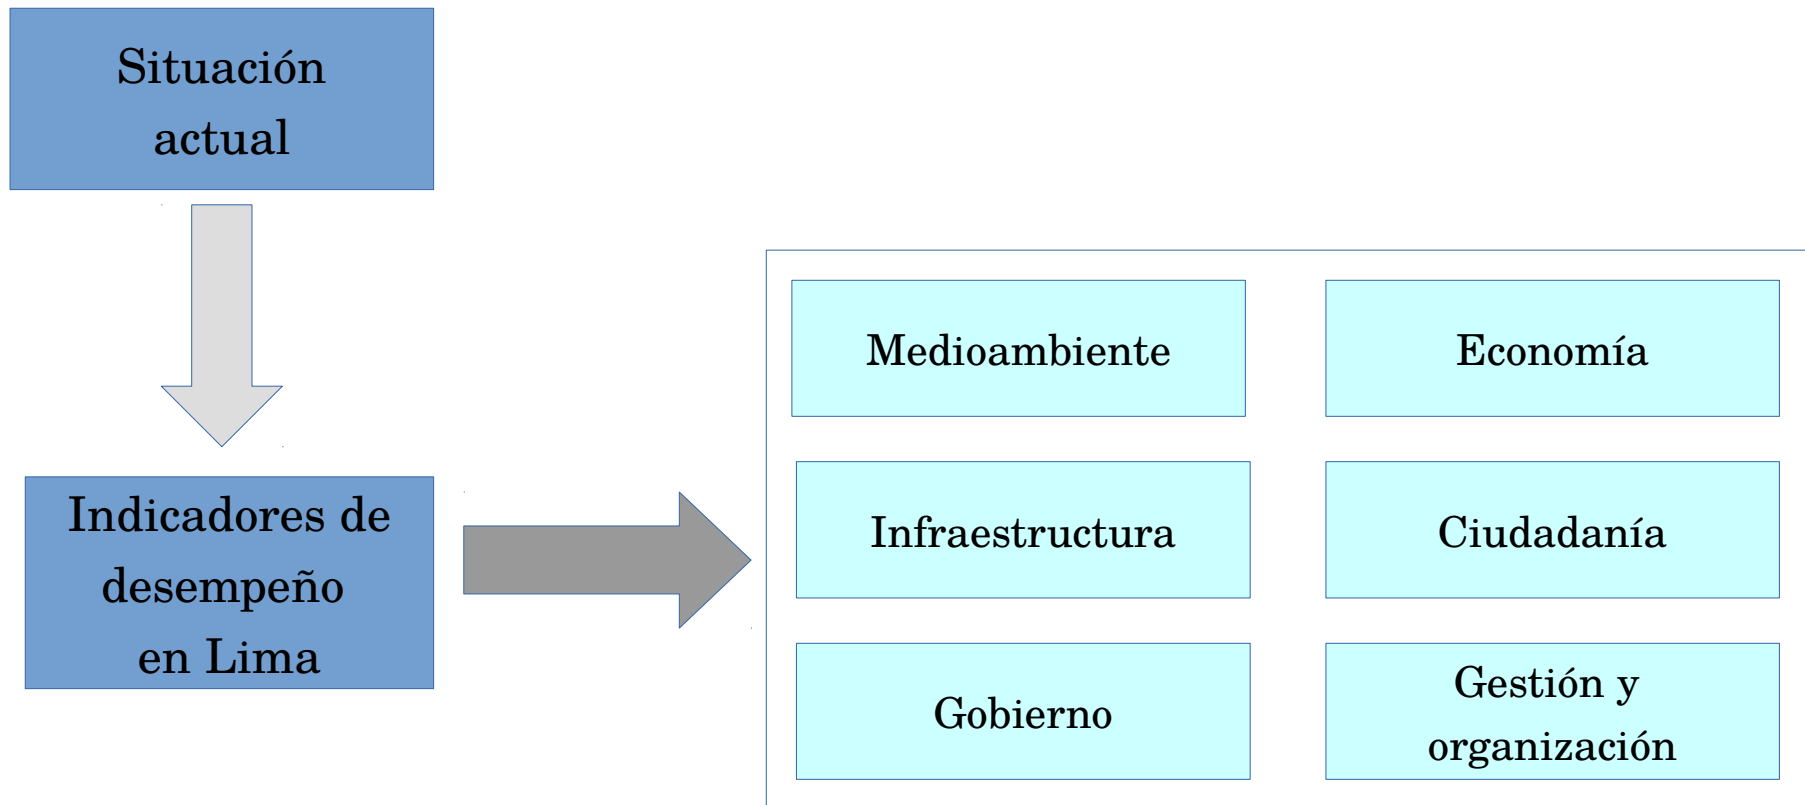 Situación
actual
Indicadores de
desempeño
en Lima
Medioambiente
Economía
Infraestructura
Ciudadanía
Gobierno
Gestión y
organización